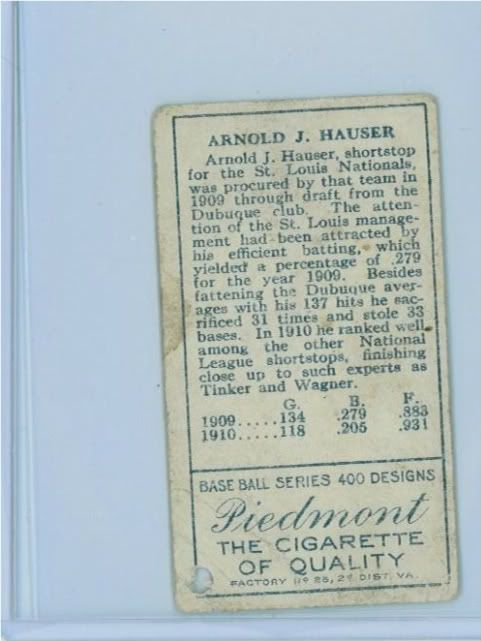 ARNOLD J. HAUSER
Arnold J. Hauser, shortstop
for the St. Louis Nationals,
was procured by that team in
1909 through draft from the
Dubuque club. The atten-
tion of the St. Louis manage-
ment had been attracted by
his efficient batting, which
yielded a percentage of .279
for the year 1909. Besides
fattening the Dubuque aver-
ages with his 137 hits he sac-
rificed 31 times and stole 33
bases. In 1910 he ranked well
among the other National
League shortstops, finishing
close up to such experts as
Tinker and Wagner.
G. B. F.
1909.....134 .279 .883
1910.....118 .205 .931
BASE BALL SERIES 400 DESIGNS
Piedmont
THE CIGARETTE
OF QUALITY
FACTORY Nº 25, 2D DIST. VA.